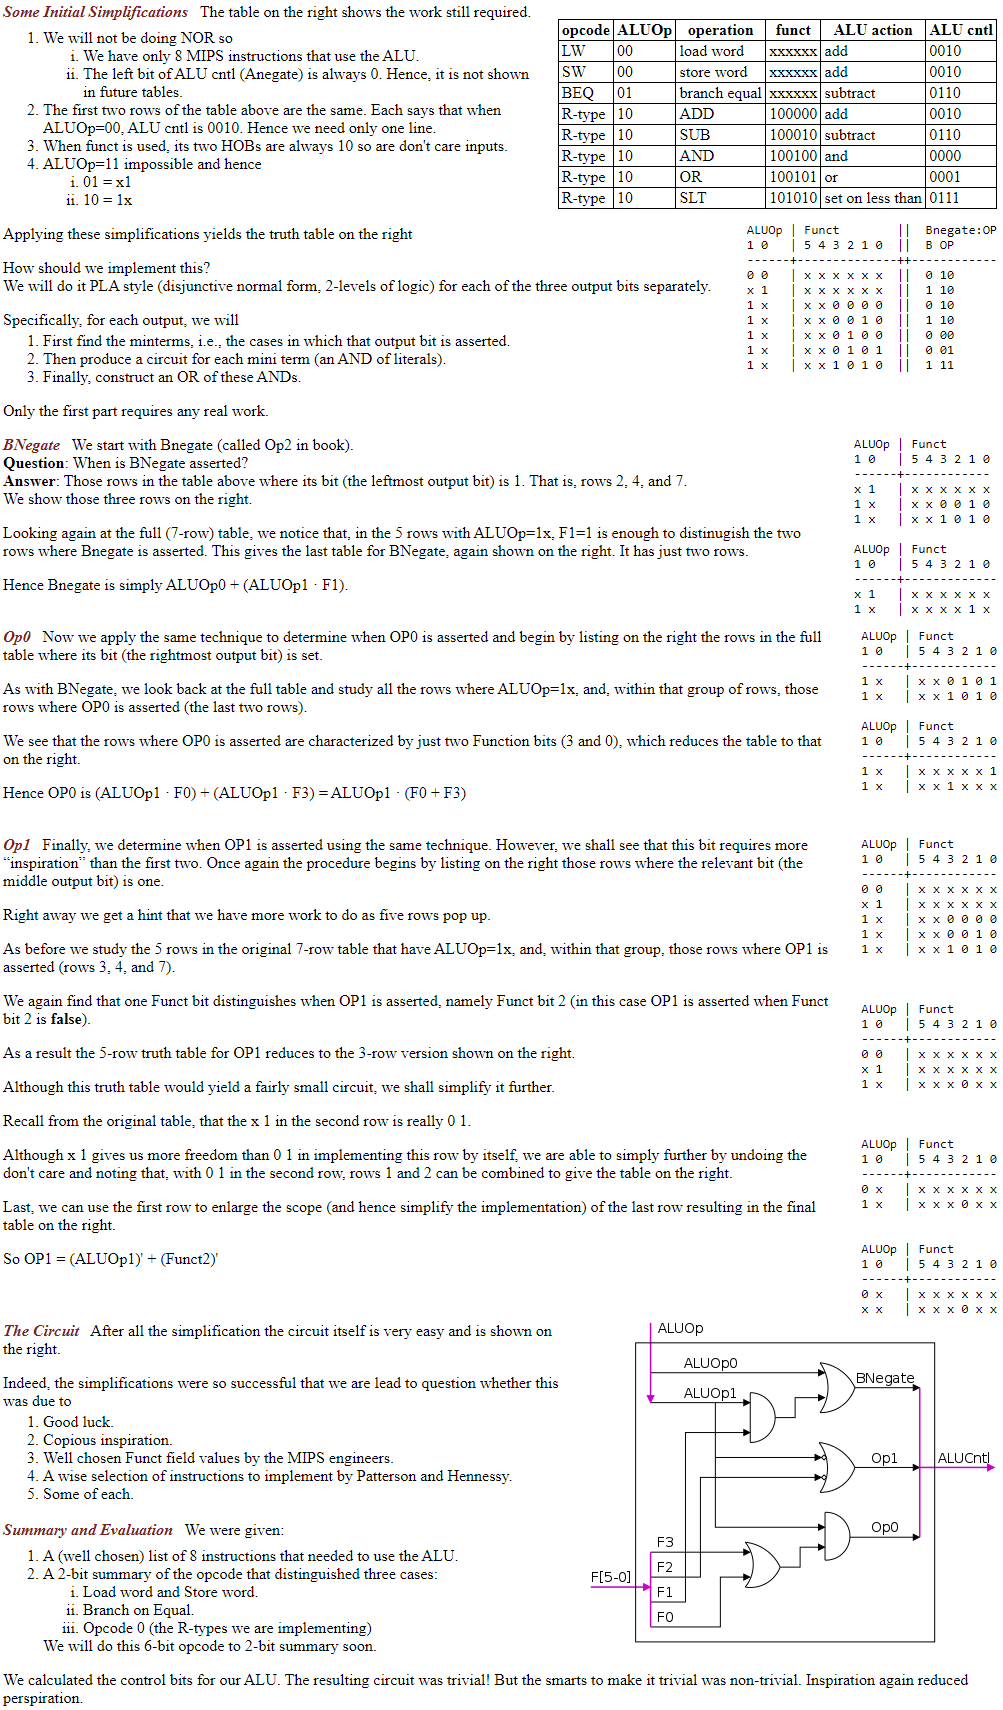 Some Initial Simplifications The table on the right shows the work still required.
1. We will not be doing NOR so
i. We have only 8 MIPS instructions that use the ALU.
ii. The left bit of ALU cntl (Anegate) is always 0. Hence, it is not shown
in future tables.
2. The first two rows of the table above are the same. Each says that when
ALUOp=00, ALU cntl is 0010. Hence we need only one line.
3. When funct is used, its two HOBs are always 10 so are don't care inputs.
4. ALUOp=11 impossible and hence
i. 01 = x1
ii. 10 = 1x
opcode ALUOp operation funct ALU action ALU cntl
LW 00 load word xxxxxx add 0010
SW 00 store word xxxxxx add 0010
BEQ 01 branch equal xxxxxx subtract 0110
R-type 10 ADD 100000 add 0010
R-type 10 SUB 100010 subtract 0110
R-type 10 AND 100100 and 0000
R-type 10 OR 100101 or 0001
R-type 10 SLT 101010 set on less than 0111
Applying these simplifications yields the truth table on the right
How should we implement this?
We will do it PLA style (disjunctive normal form, 2-levels of logic) for each of the three output bits separately.
Specifically, for each output, we will
1. First find the minterms, i.e., the cases in which that output bit is asserted.
2. Then produce a circuit for each mini term (an AND of literals).
3. Finally, construct an OR of these ANDs.
Only the first part requires any real work.
ALUOp | Funct || Bnegate:OP
1 0 | 5 4 3 2 1 0 || B OP
------+-------------++------------
0 0 | x x x x x x || 0 10
x 1 | x x x x x x || 1 10
1 x | x x 0 0 0 0 || 0 10
1 x | x x 0 0 1 0 || 1 10
1 x | x x 0 1 0 0 || 0 00
1 x | x x 0 1 0 1 || 0 01
1 x | x x 1 0 1 0 || 1 11
BNegate We start with Bnegate (called Op2 in book).
Question: When is BNegate asserted?
Answer: Those rows in the table above where its bit (the leftmost output bit) is 1. That is, rows 2, 4, and 7.
We show those three rows on the right.
ALUOp | Funct
1 0 | 5 4 3 2 1 0
------+------------
x 1 | x x x x x x
1 x | x x 0 0 1 0
1 x | x x 1 0 1 0
Looking again at the full (7-row) table, we notice that, in the 5 rows with ALUOp=1x, F1=1 is enough to distinugish the two
rows where Bnegate is asserted. This gives the last table for BNegate, again shown on the right. It has just two rows.
Hence Bnegate is simply ALUOp0 + (ALUOp1 · F1).
ALUOp | Funct
1 0 | 5 4 3 2 1 0
------+------------
x 1 | x x x x x x
1 x | x x x x 1 x
Op0 Now we apply the same technique to determine when OP0 is asserted and begin by listing on the right the rows in the full
table where its bit (the rightmost output bit) is set.
ALUOp | Funct
1 0 | 5 4 3 2 1 0
------+------------
1 x | x x 0 1 0 1
1 x | x x 1 0 1 0
As with BNegate, we look back at the full table and study all the rows where ALUOp=1x, and, within that group of rows, those
rows where OP0 is asserted (the last two rows).
We see that the rows where OP0 is asserted are characterized by just two Function bits (3 and 0), which reduces the table to that
on the right.
Hence OP0 is (ALUOp1 · F0) + (ALUOp1 · F3) = ALUOp1 · (F0 + F3)
ALUOp | Funct
1 0 | 5 4 3 2 1 0
------+------------
1 x | x x x x x 1
1 x | x x 1 x x x
Op1 Finally, we determine when OP1 is asserted using the same technique. However, we shall see that this bit requires more
“inspiration” than the first two. Once again the procedure begins by listing on the right those rows where the relevant bit (the
middle output bit) is one.
Right away we get a hint that we have more work to do as five rows pop up.
As before we study the 5 rows in the original 7-row table that have ALUOp=1x, and, within that group, those rows where OP1 is
asserted (rows 3, 4, and 7).
ALUOp | Funct
1 0 | 5 4 3 2 1 0
------+------------
0 0 | x x x x x x
x 1 | x x x x x x
1 x | x x 0 0 0 0
1 x | x x 0 0 1 0
1 x | x x 1 0 1 0
We again find that one Funct bit distinguishes when OP1 is asserted, namely Funct bit 2 (in this case OP1 is asserted when Funct
bit 2 is false).
As a result the 5-row truth table for OP1 reduces to the 3-row version shown on the right.
Although this truth table would yield a fairly small circuit, we shall simplify it further.
ALUOp | Funct
1 0 | 5 4 3 2 1 0
------+------------
0 0 | x x x x x x
x 1 | x x x x x x
1 x | x x x 0 x x
Recall from the original table, that the x 1 in the second row is really 0 1.
Although x 1 gives us more freedom than 0 1 in implementing this row by itself, we are able to simply further by undoing the
don't care and noting that, with 0 1 in the second row, rows 1 and 2 can be combined to give the table on the right.
ALUOp | Funct
1 0 | 5 4 3 2 1 0
------+------------
0 x | x x x x x x
1 x | x x x 0 x x
Last, we can use the first row to enlarge the scope (and hence simplify the implementation) of the last row resulting in the final
table on the right.
So OP1 = (ALUOp1)' + (Funct2)'
ALUOp | Funct
1 0 | 5 4 3 2 1 0
------+------------
0 x | x x x x x x
x x | x x x 0 x x
The Circuit After all the simplification the circuit itself is very easy and is shown on
the right.
Indeed, the simplifications were so successful that we are lead to question whether this
was due to
1. Good luck.
2. Copious inspiration.
3. Well chosen Funct field values by the MIPS engineers.
4. A wise selection of instructions to implement by Patterson and Hennessy.
5. Some of each.
ALUOp
ALUOp0
ALUOp1
BNegate
Op1
ALUCntl
Op0
F3
F2
F[5-0]
F1
F0
Summary and Evaluation We were given:
1. A (well chosen) list of 8 instructions that needed to use the ALU.
2. A 2-bit summary of the opcode that distinguished three cases:
i. Load word and Store word.
ii. Branch on Equal.
iii. Opcode 0 (the R-types we are implementing)
We will do this 6-bit opcode to 2-bit summary soon.
We calculated the control bits for our ALU. The resulting circuit was trivial! But the smarts to make it trivial was non-trivial. Inspiration again reduced
perspiration.